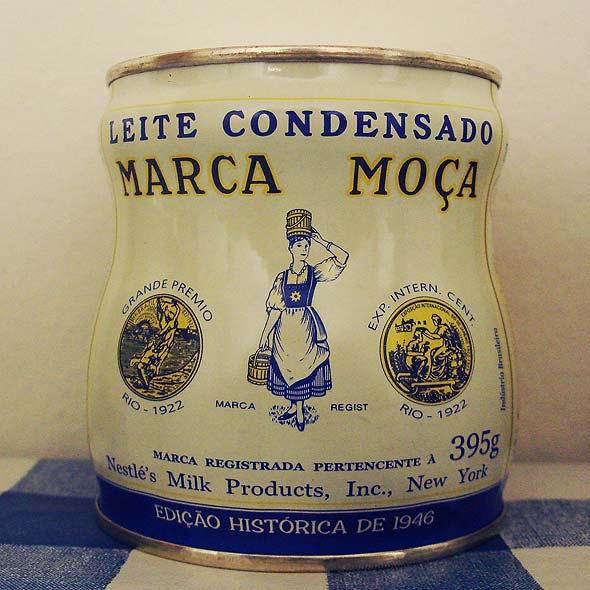 LEITE CONDENSADO
MARCA MOÇA
GRANDE PREMIO
RIO - 1922
EXP. INTERN. CENT.
RIO - 1922
MARCA REGIST
Industria Brasileira
MARCA REGISTRADA PERTENCENTE À 395g
Nestlé's Milk Products, Inc., New York
EDIÇÃO HISTÓRICA DE 1946